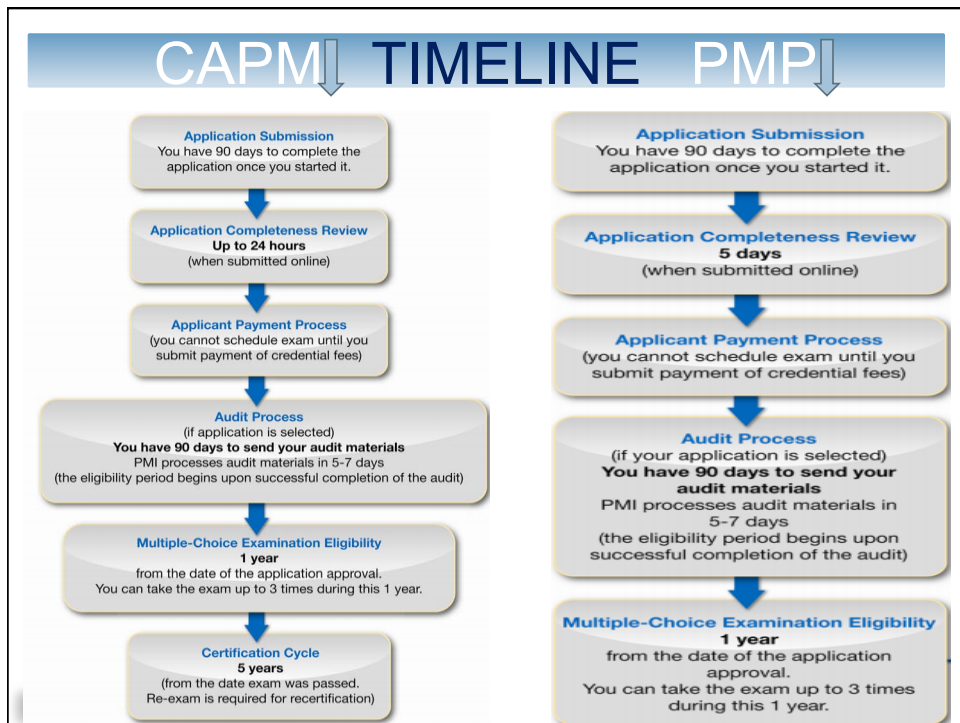 CAPM TIMELINE PMP
Application Submission
You have 90 days to complete the
application once you started it.
Application Completeness Review
Up to 24 hours
(when submitted online)
Applicant Payment Process
(you cannot schedule exam until you
submit payment of credential fees)
Audit Process
(if application is selected)
You have 90 days to send your audit materials
PMI processes audit materials in 5-7 days
(the eligibility period begins upon successful completion of the audit)
Multiple-Choice Examination Eligibility
1 year
from the date of the application approval.
You can take the exam up to 3 times during this 1 year.
Certification Cycle
5 years
(from the date exam was passed.
Re-exam is required for recertification)
Application Submission
You have 90 days to complete the
application once you started it.
Application Completeness Review
5 days
(when submitted online)
Applicant Payment Process
(you cannot schedule exam until you
submit payment of credential fees)
Audit Process
(if your application is selected)
You have 90 days to send your
audit materials
PMI processes audit materials in
5-7 days
(the eligibility period begins upon
successful completion of the audit)
Multiple-Choice Examination Eligibility
1 year
from the date of the application
approval.
You can take the exam up to 3 times
during this 1 year.